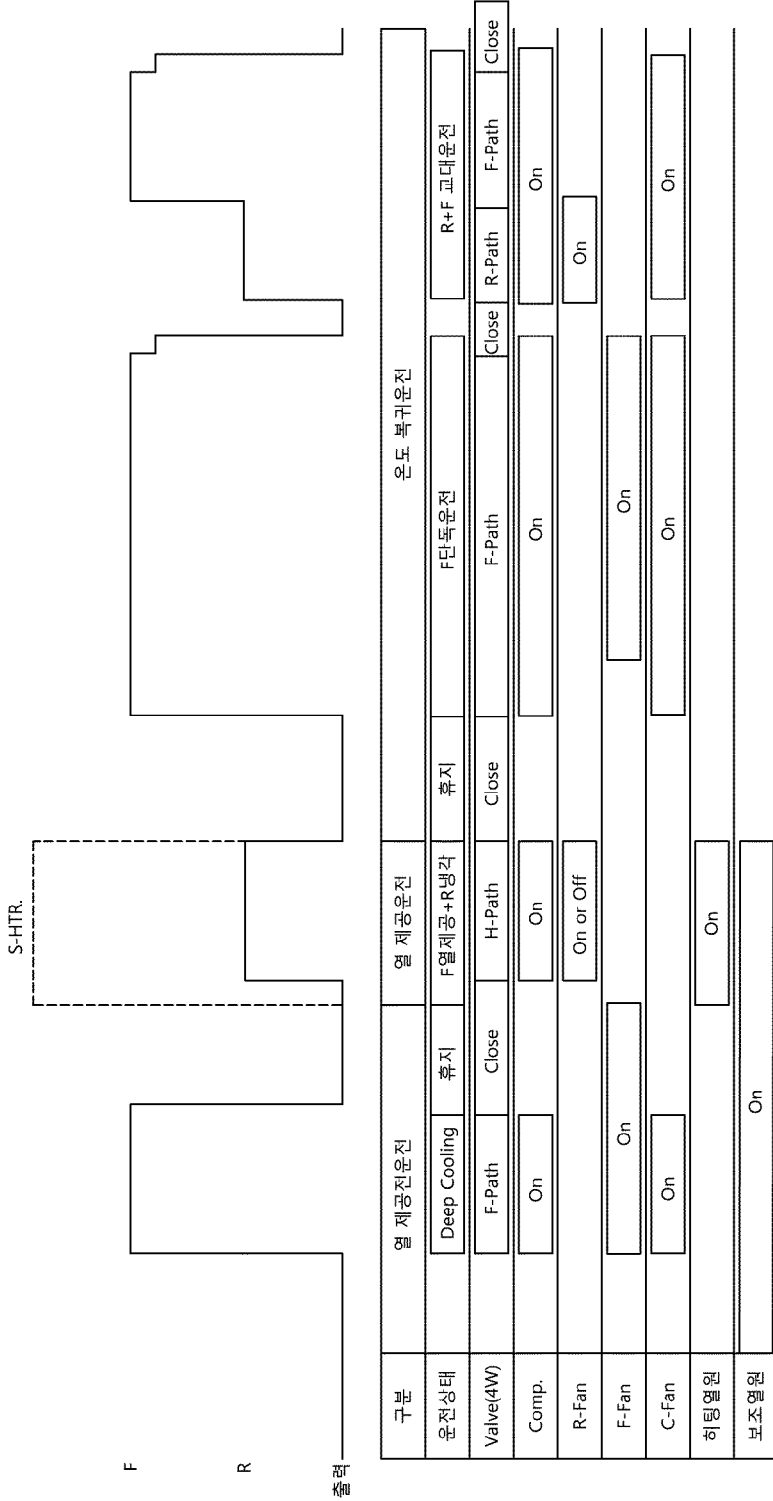 S-HTR.
F
R
출력
구분
열 제공전운전
열 제공운전
온도 복귀운전
운전상태
Deep Cooling
휴지
F열제공+R냉각
휴지
F단독운전
R+F 교대운전
Valve(4W)
F-Path
Close
H-Path
Close
F-Path
Close
R-Path
F-Path
Close
Comp.
On
On
On
On
R-Fan
On or Off
On
F-Fan
On
On
C-Fan
On
On
On
히팅열원
On
보조열원
On